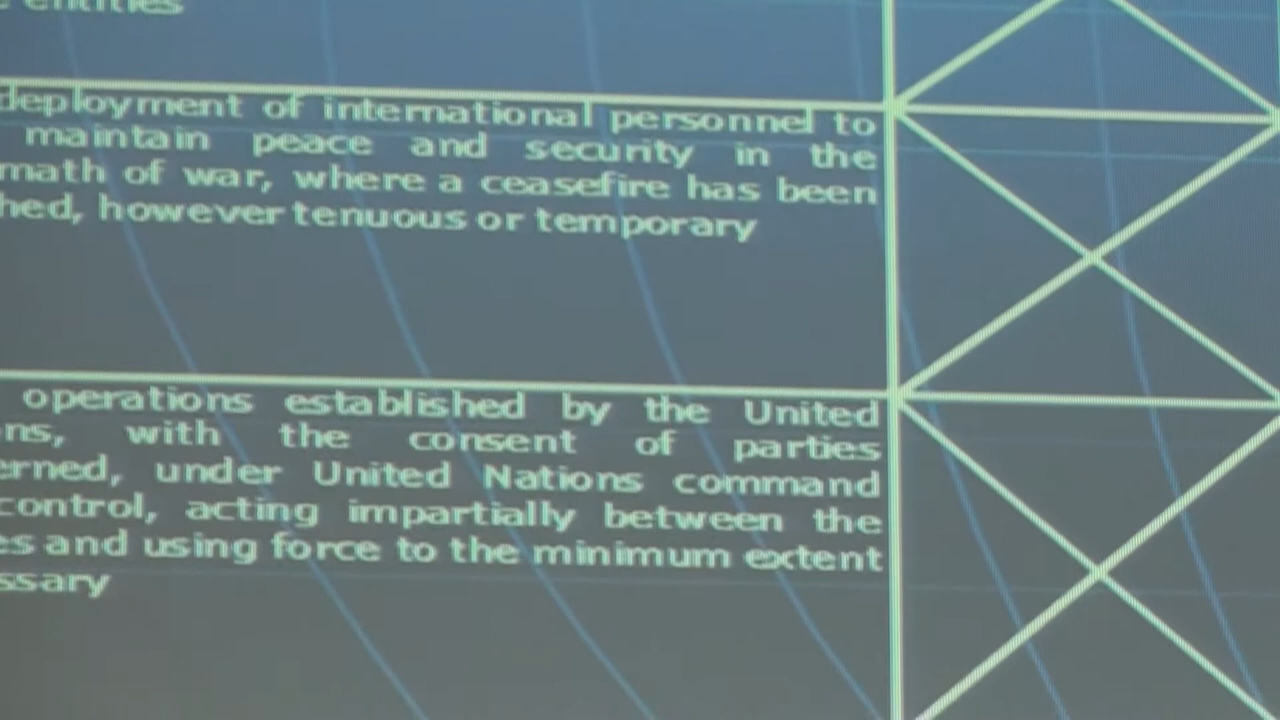 entities
deployment of international personnel to
maintain peace and security in the
math of war, where a ceasefire has been
hed, however tenuous or temporary
operations established by the United
ns, with the consent of parties
erned, under United Nations command
control, acting impartially between the
es and using force to the minimum extent
ssary